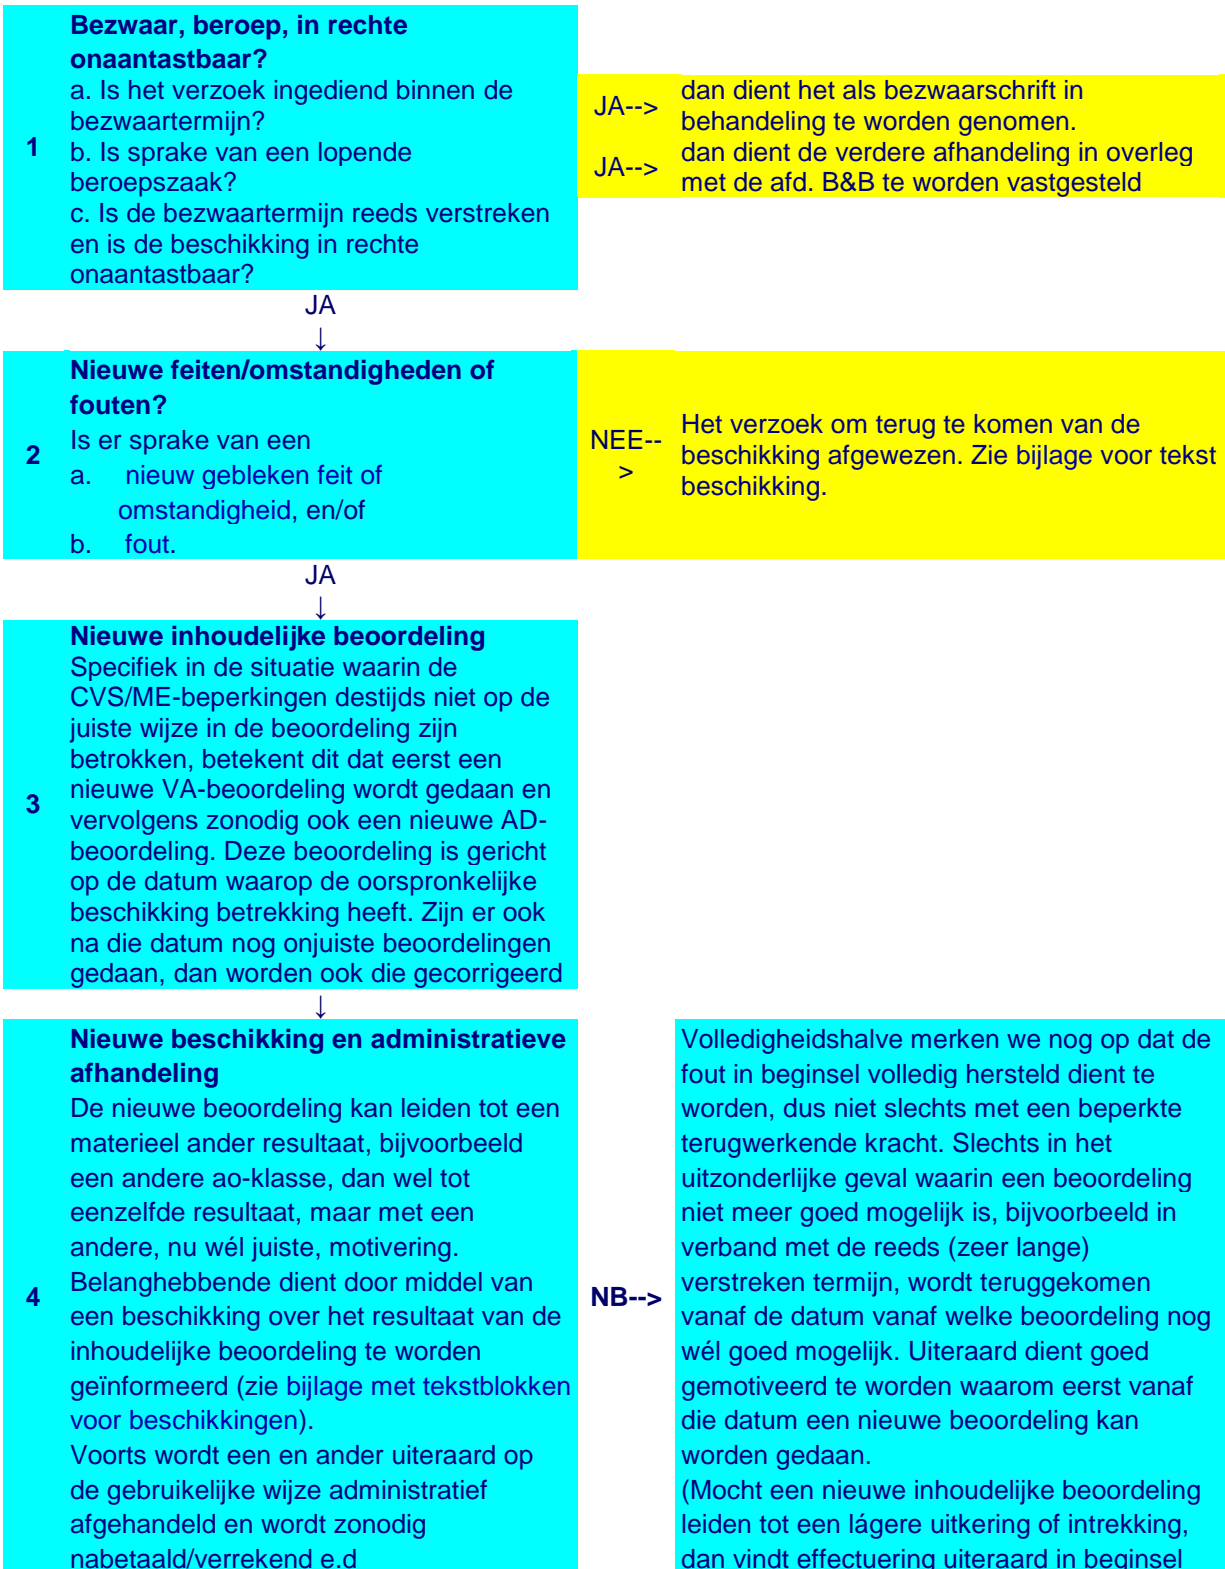 Bezwaar, beroep, in rechte
onaantastbaar?
a. Is het verzoek ingediend binnen de
bezwaartermijn?
1
b. Is sprake van een lopende
beroepszaak?
c. Is de bezwaartermijn reeds verstreken
en is de beschikking in rechte
onaantastbaar?
JA-->
dan dient het als bezwaarschrift in
behandeling te worden genomen.
JA-->
dan dient de verdere afhandeling in overleg
met de afd. B&B te worden vastgesteld
JA
↓
Nieuwe feiten/omstandigheden of
fouten?
2
Is er sprake van een
a. nieuw gebleken feit of
omstandigheid, en/of
b. fout.
NEE--
>
Het verzoek om terug te komen van de
beschikking afgewezen. Zie bijlage voor tekst
beschikking.
JA
↓
Nieuwe inhoudelijke beoordeling
Specifiek in de situatie waarin de
CVS/ME-beperkingen destijds niet op de
juiste wijze in de beoordeling zijn
betrokken, betekent dit dat eerst een
nieuwe VA-beoordeling wordt gedaan en
3
vervolgens zonodig ook een nieuwe AD-
beoordeling. Deze beoordeling is gericht
op de datum waarop de oorspronkelijke
beschikking betrekking heeft. Zijn er ook
na die datum nog onjuiste beoordelingen
gedaan, dan worden ook die gecorrigeerd
↓
Nieuwe beschikking en administratieve
afhandeling
De nieuwe beoordeling kan leiden tot een
materieel ander resultaat, bijvoorbeeld
een andere ao-klasse, dan wel tot
eenzelfde resultaat, maar met een
andere, nu wél juiste, motivering.
4
Belanghebbende dient door middel van
een beschikking over het resultaat van de
inhoudelijke beoordeling te worden
geïnformeerd (zie bijlage met tekstblokken
voor beschikkingen).
Voorts wordt een en ander uiteraard op
de gebruikelijke wijze administratief
afgehandeld en wordt zonodig
nabetaald/verrekend e.d
NB-->
Volledigheidshalve merken we nog op dat de
fout in beginsel volledig hersteld dient te
worden, dus niet slechts met een beperkte
terugwerkende kracht. Slechts in het
uitzonderlijke geval waarin een beoordeling
niet meer goed mogelijk is, bijvoorbeeld in
verband met de reeds (zeer lange)
verstreken termijn, wordt teruggekomen
vanaf de datum vanaf welke beoordeling nog
wél goed mogelijk. Uiteraard dient goed
gemotiveerd te worden waarom eerst vanaf
die datum een nieuwe beoordeling kan
worden gedaan.
(Mocht een nieuwe inhoudelijke beoordeling
leiden tot een lágere uitkering of intrekking,
dan vindt effectuering uiteraard in beginsel